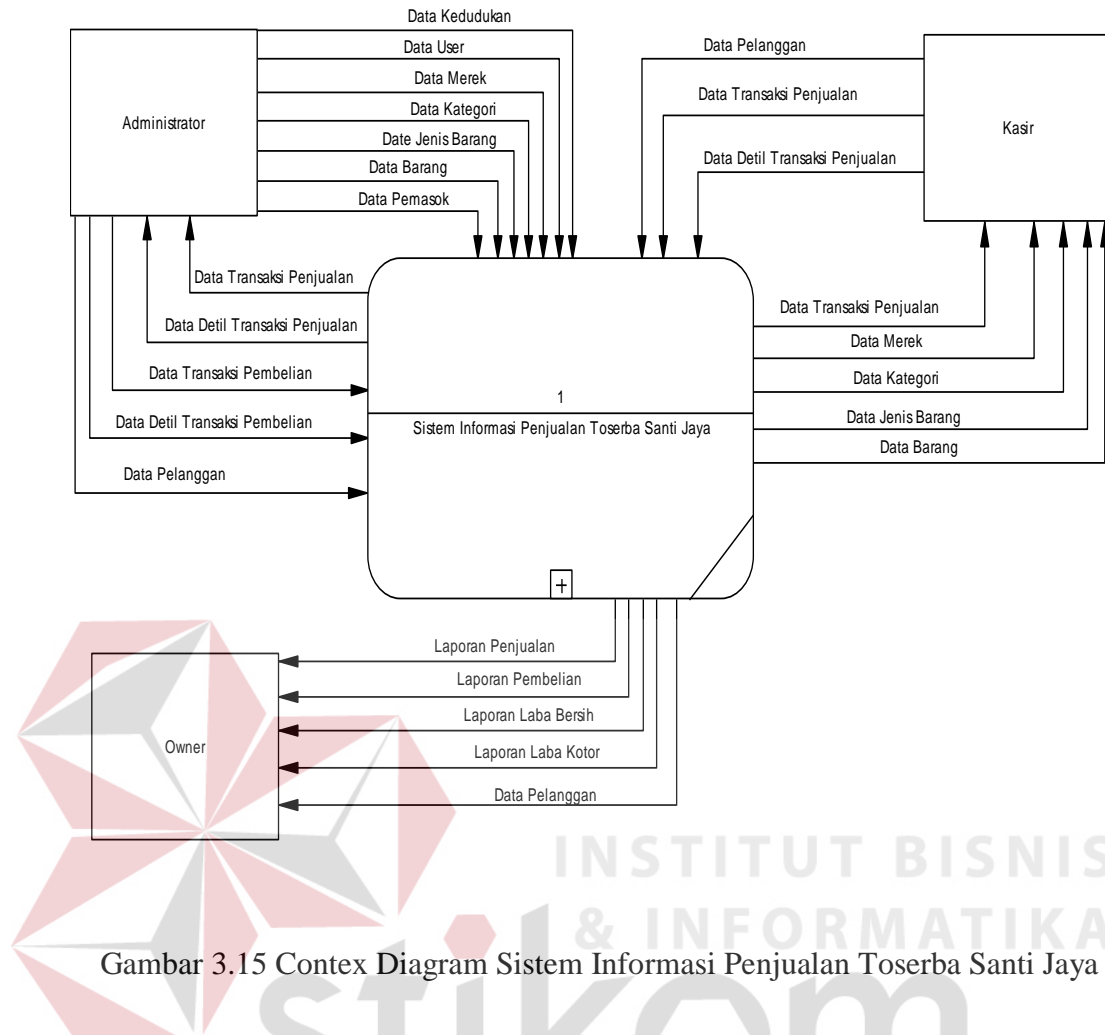 Data Kedudukan
Data User
Data Merek
Data Kategori
Date Jenis Barang
Data Barang
Data Pemasok
Administrator
Data Pelanggan
Data Transaksi Penjualan
Data Detil Transaksi Penjualan
Kasir
Data Transaksi Penjualan
Data Detil Transaksi Penjualan
Data Transaksi Pembelian
Data Detil Transaksi Pembelian
Data Pelanggan
1
Sistem Informasi Penjualan Toserba Santi Jaya
+
Data Transaksi Penjualan
Data Merek
Data Kategori
Data Jenis Barang
Data Barang
Owner
Laporan Penjualan
Laporan Pembelian
Laporan Laba Bersih
Laporan Laba Kotor
Data Pelanggan
INSTITUT BISNIS
& INFORMATIKA
Gambar 3.15 Contex Diagram Sistem Informasi Penjualan Toserba Santi Jaya
stikom